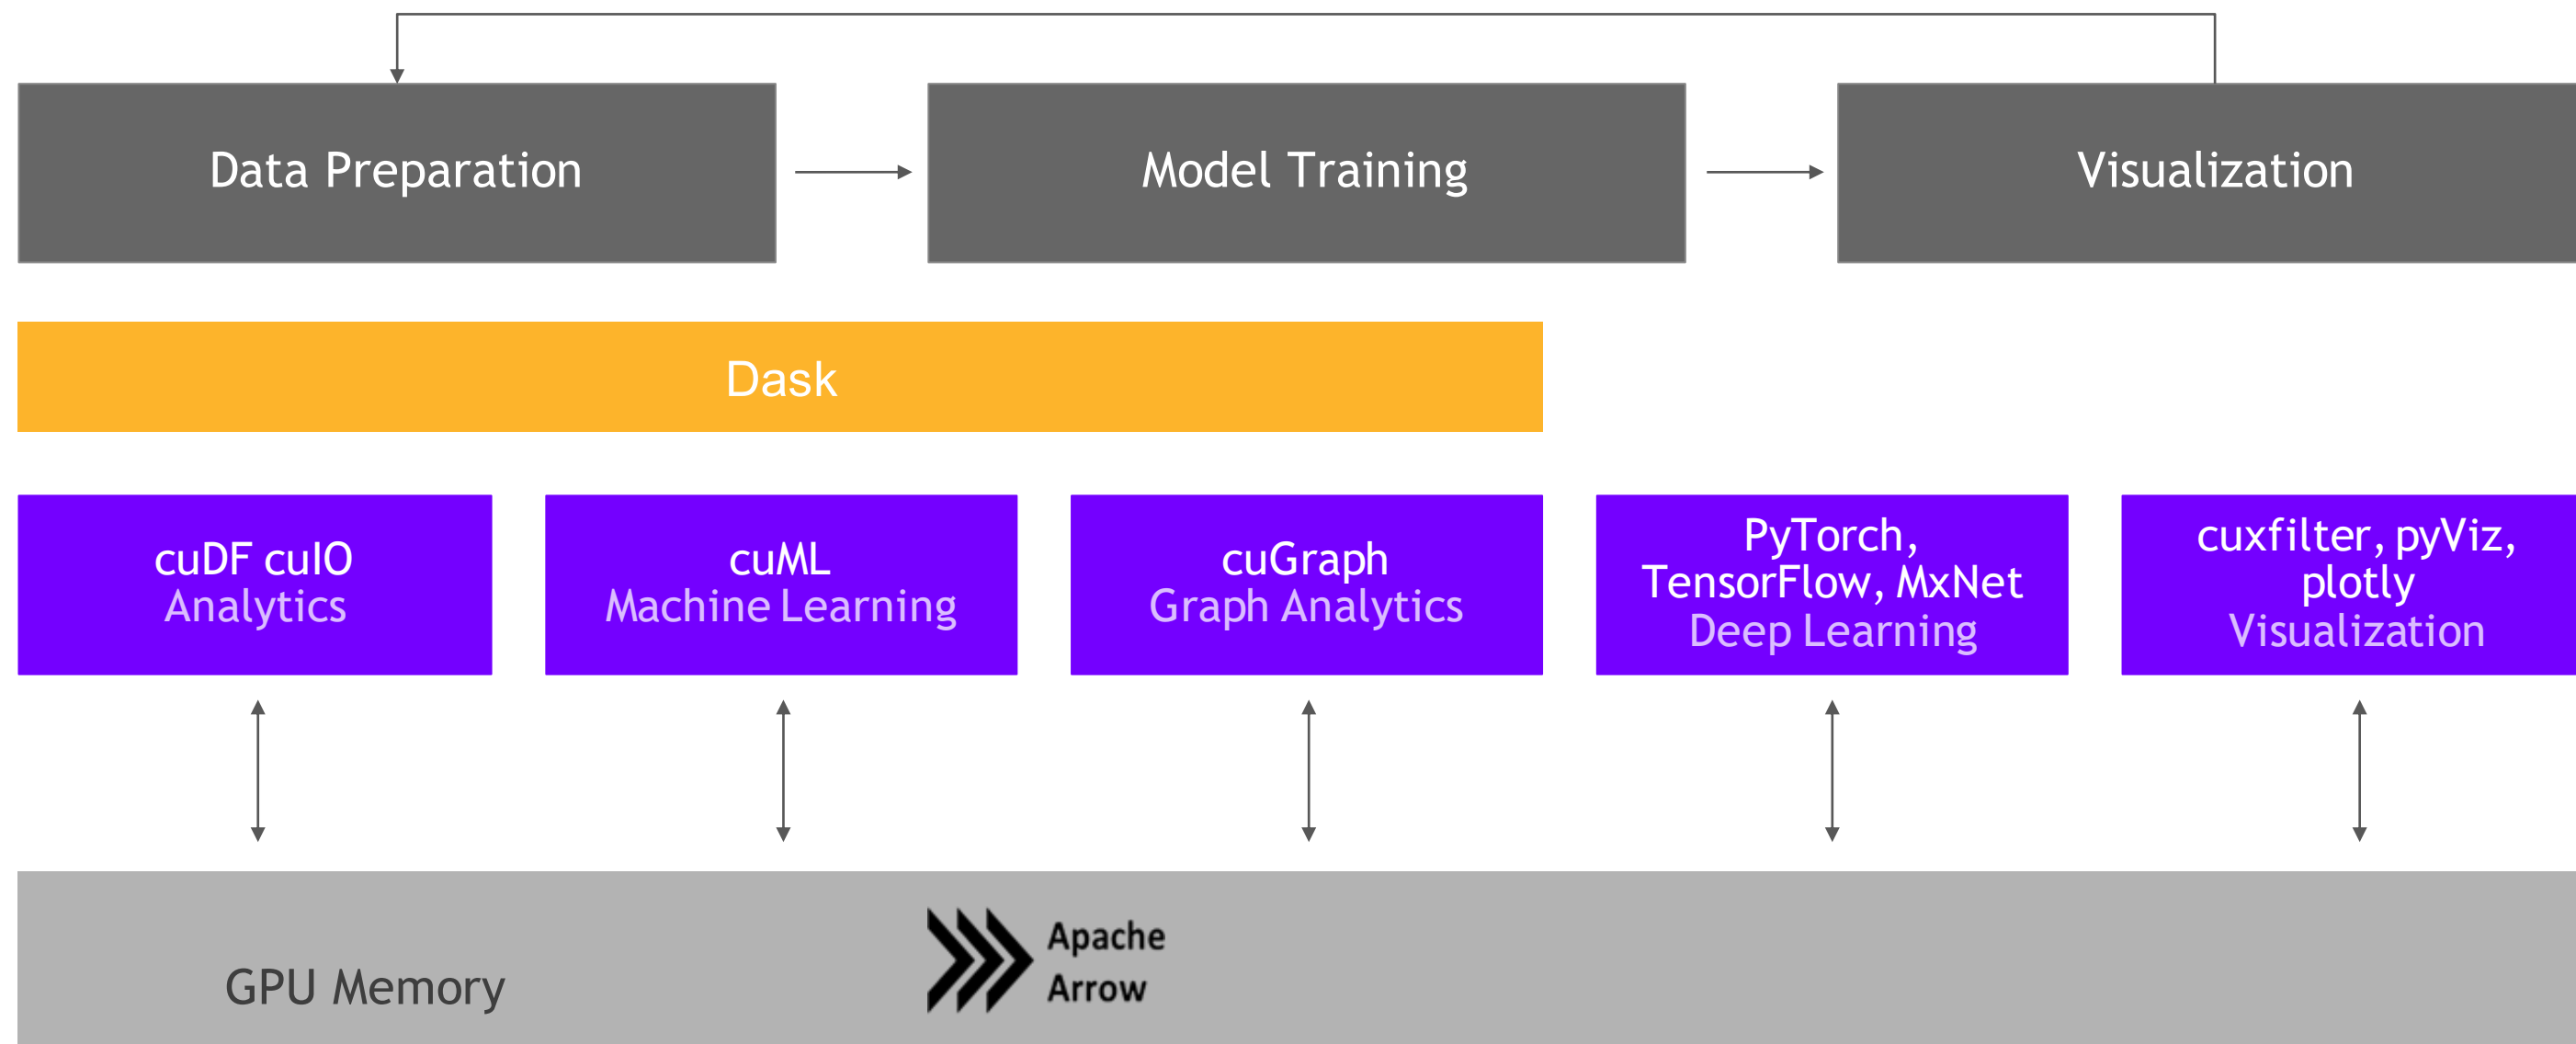 Data Preparation
Model Training
Visualization
Dask
cuDF cuIO
Analytics
cuML
Machine Learning
cuGraph
Graph Analytics
PyTorch,
TensorFlow, MxNet
Deep Learning
cuxfilter, pyViz,
plotly
Visualization
GPU Memory
Apache
Arrow